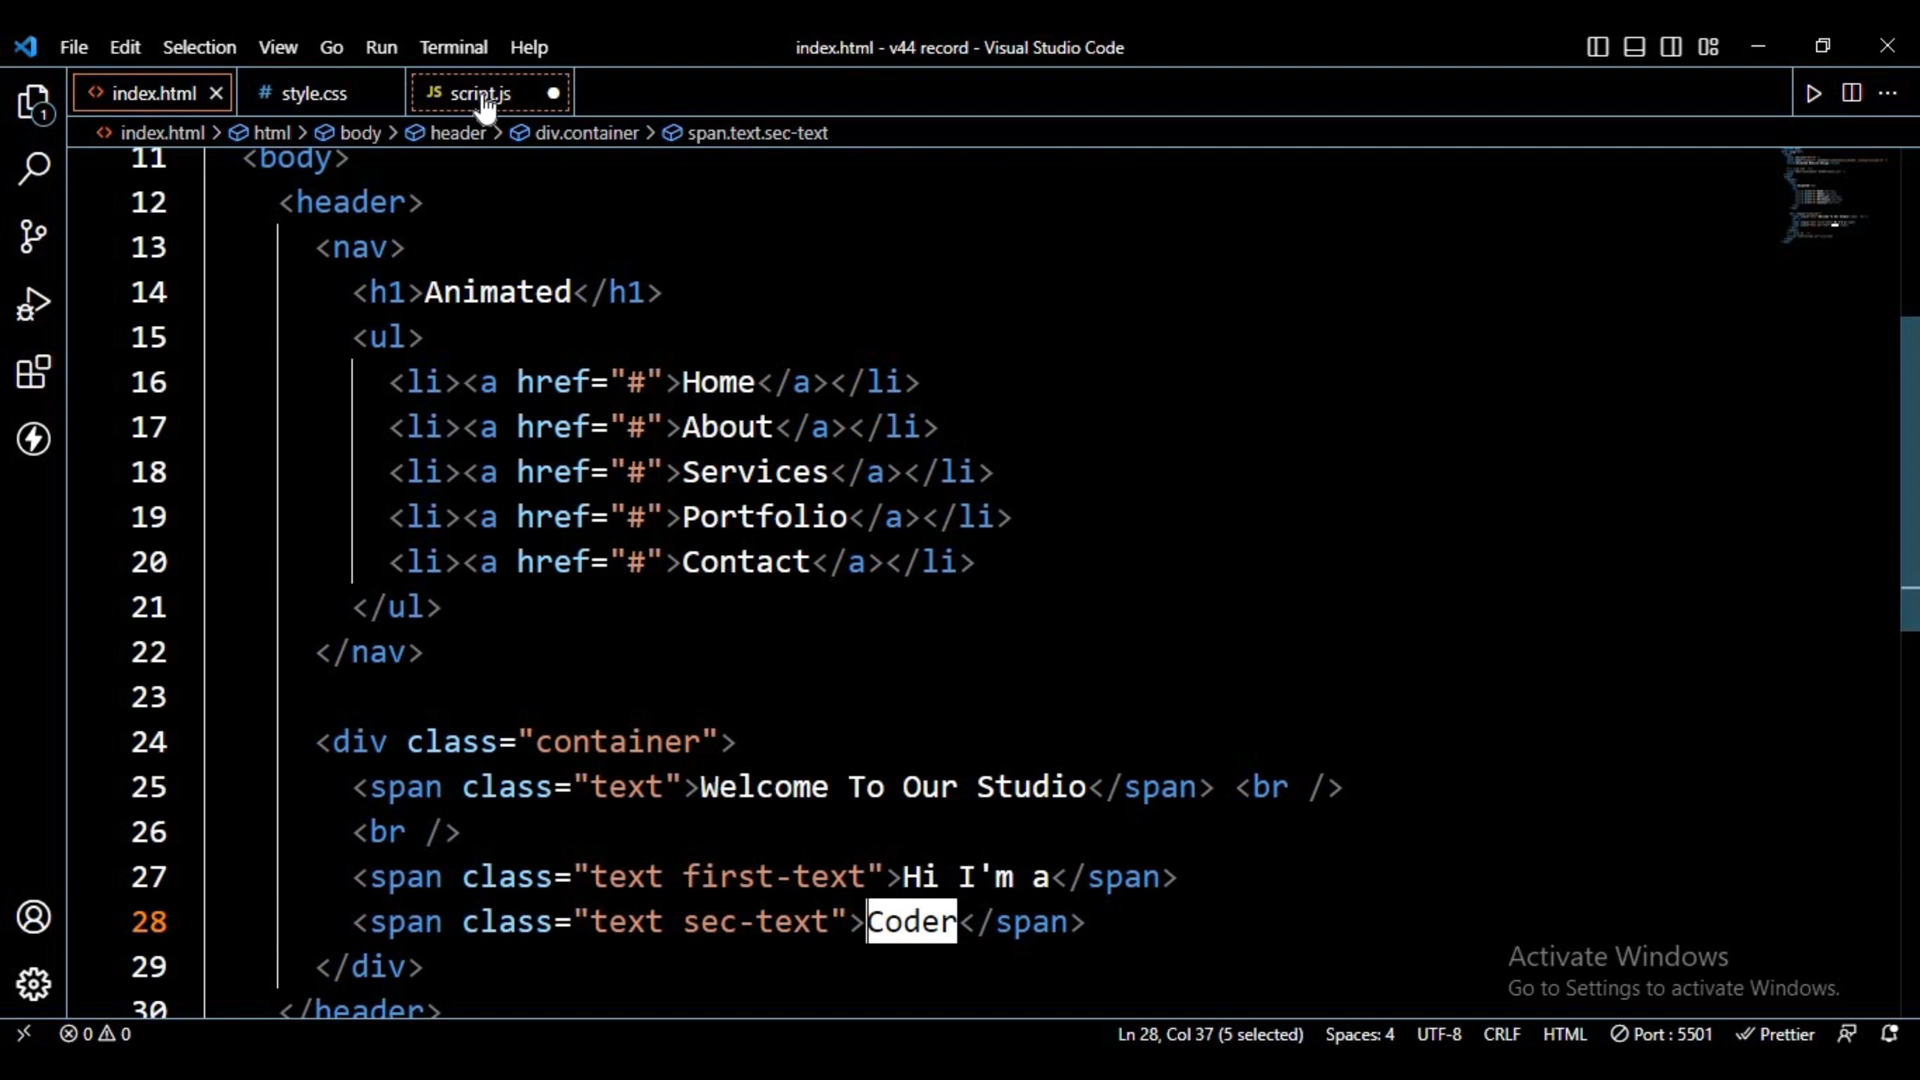 File Edit Selection View Go Run Terminal Help index.html - v44 record - Visual Studio Code
<> index.html # style.css JS script.js
<> index.html > html > body > header > div.container > span.text.sec-text
1
11 <body>
12 <header>
13 <nav>
14 <h1>Animated</h1>
15 <ul>
16 <li><a href="#">Home</a></li>
17 <li><a href="#">About</a></li>
18 <li><a href="#">Services</a></li>
19 <li><a href="#">Portfolio</a></li>
20 <li><a href="#">Contact</a></li>
21 </ul>
22 </nav>
23
24 <div class="container">
25 <span class="text">Welcome To Our Studio</span> <br />
26 <br />
27 <span class="text first-text">Hi I'm a</span>
28 <span class="text sec-text">Coder</span>
29 </div>
30 </header>
Activate Windows
Go to Settings to activate Windows.
0 0 Ln 28, Col 37 (5 selected) Spaces: 4 UTF-8 CRLF HTML Port : 5501 Prettier